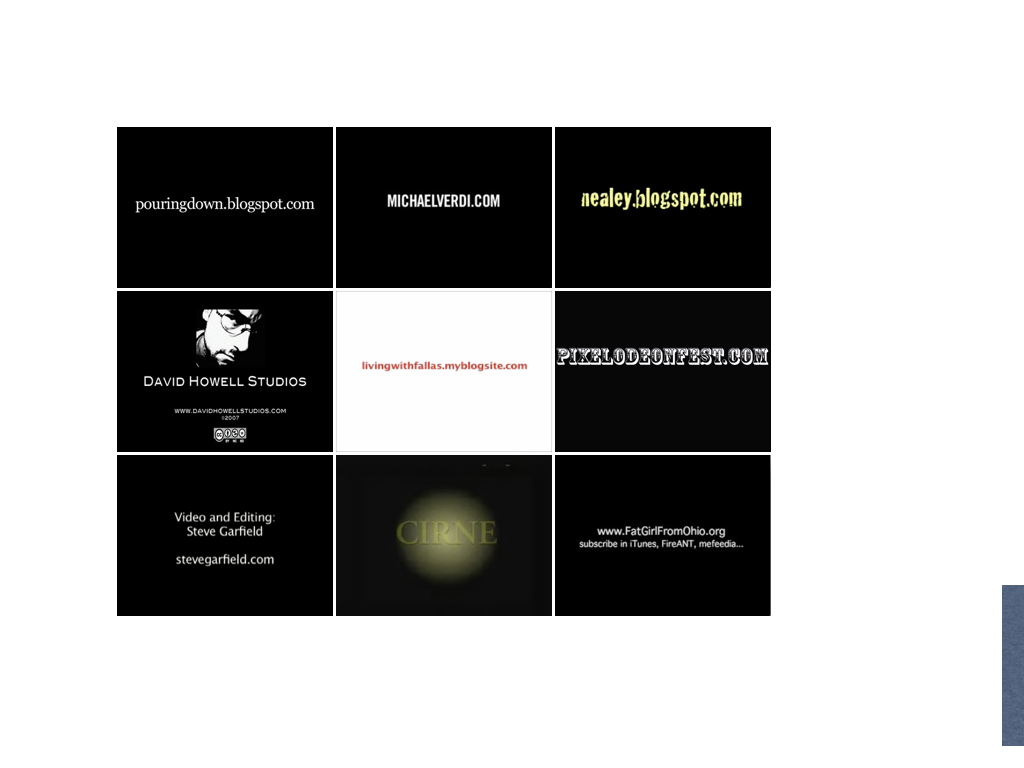 pouringdown.blogspot.com
MICHAELVERDI.COM
nealey.blogspot.com
DAVID HOWELL STUDIOS
WWW.DAVIDHOWELLSTUDIOS.COM
©2007
livingwithfallas.myblogsite.com
PIXELODEONFEST.COM
Video and Editing:
Steve Garfield
stevegarfield.com
CIRNE
www.FatGirlFromOhio.org
subscribe in iTunes, FireANT, mefeedia...